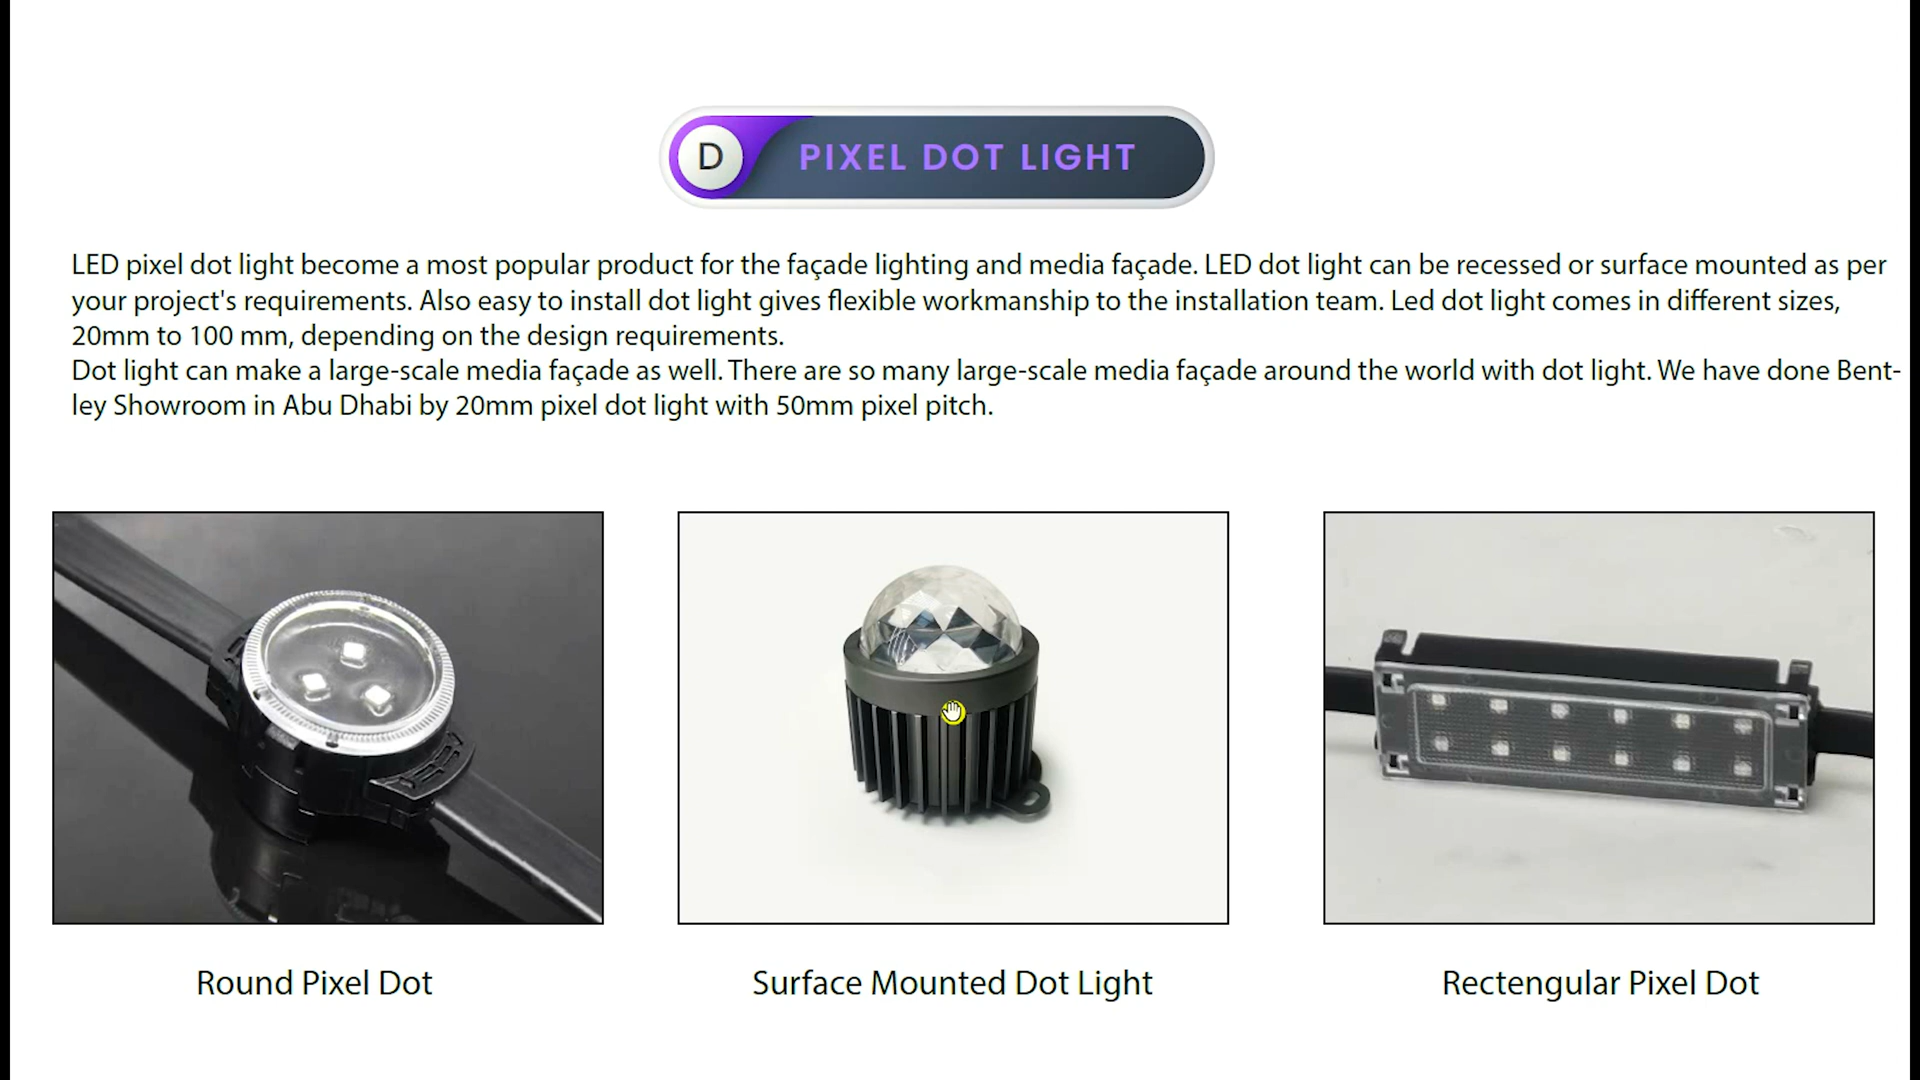 D
PIXEL DOT LIGHT
LED pixel dot light become a most popular product for the façade lighting and media façade. LED dot light can be recessed or surface mounted as per
your project's requirements. Also easy to install dot light gives flexible workmanship to the installation team. Led dot light comes in different sizes,
20mm to 100 mm, depending on the design requirements.
Dot light can make a large-scale media façade as well. There are so many large-scale media façade around the world with dot light. We have done Bent-
ley Showroom in Abu Dhabi by 20mm pixel dot light with 50mm pixel pitch.
Round Pixel Dot
Surface Mounted Dot Light
Rectengular Pixel Dot